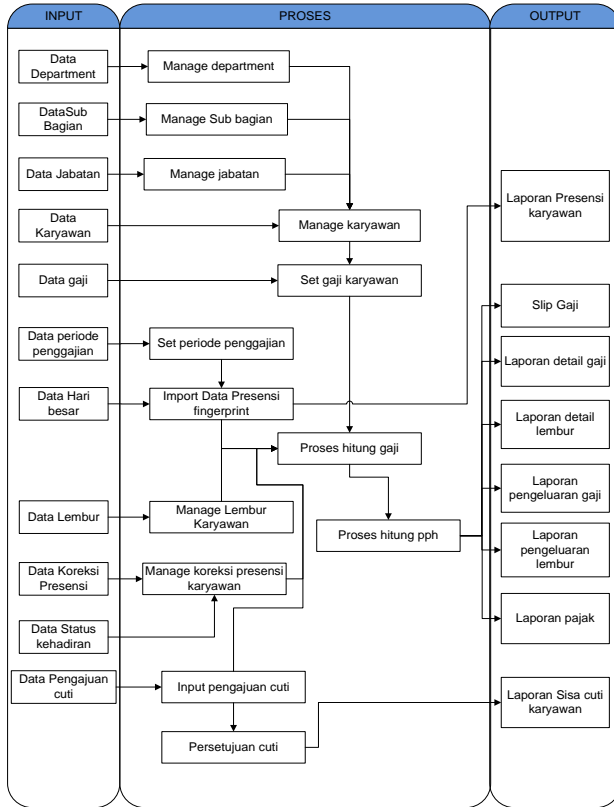 INPUT
PROSES
OUTPUT
Data
Department
Manage department
DataSub
Bagian
Manage Sub bagian
Data Jabatan
Manage jabatan
Laporan Presensi
karyawan
Data
Karyawan
Manage karyawan
Data gaji
Set gaji karyawan
Slip Gaji
Data periode
penggajian
Set periode penggajian
Laporan detail gaji
Data Hari
besar
Import Data Presensi
fingerprint
Laporan detail
lembur
Proses hitung gaji
Laporan
pengeluaran gaji
Data Lembur
Manage Lembur
Karyawan
Proses hitung pph
Laporan
pengeluaran
lembur
Data Koreksi
Presensi
Manage koreksi presensi
karyawan
Laporan pajak
Data Status
kehadiran
Data Pengajuan
cuti
Input pengajuan cuti
Laporan Sisa cuti
karyawan
Persetujuan cuti